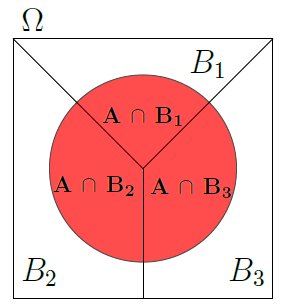 Ω
B₁
A ∩ B₁
A ∩ B₂
A ∩ B₃
B₂
B₃